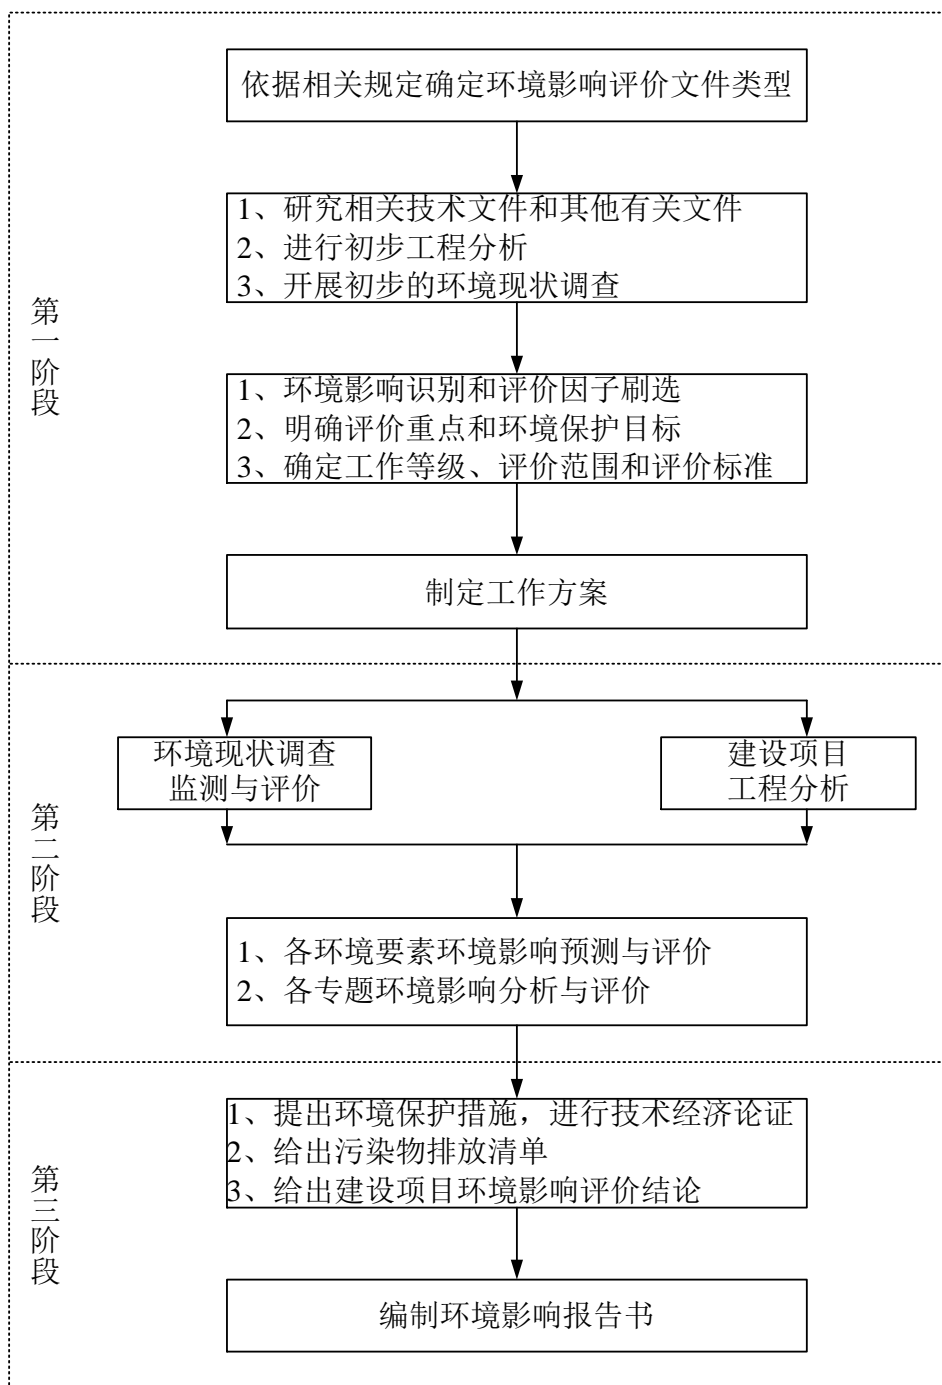 依据相关规定确定环境影响评价文件类型
1、研究相关技术文件和其他有关文件
2、进行初步工程分析
3、开展初步的环境现状调查
第一阶段
1、环境影响识别和评价因子刷选
2、明确评价重点和环境保护目标
3、确定工作等级、评价范围和评价标准
制定工作方案
环境现状调查
监测与评价
建设项目
工程分析
第二阶段
1、各环境要素环境影响预测与评价
2、各专题环境影响分析与评价
1、提出环境保护措施，进行技术经济论证
2、给出污染物排放清单
3、给出建设项目环境影响评价结论
第三阶段
编制环境影响报告书